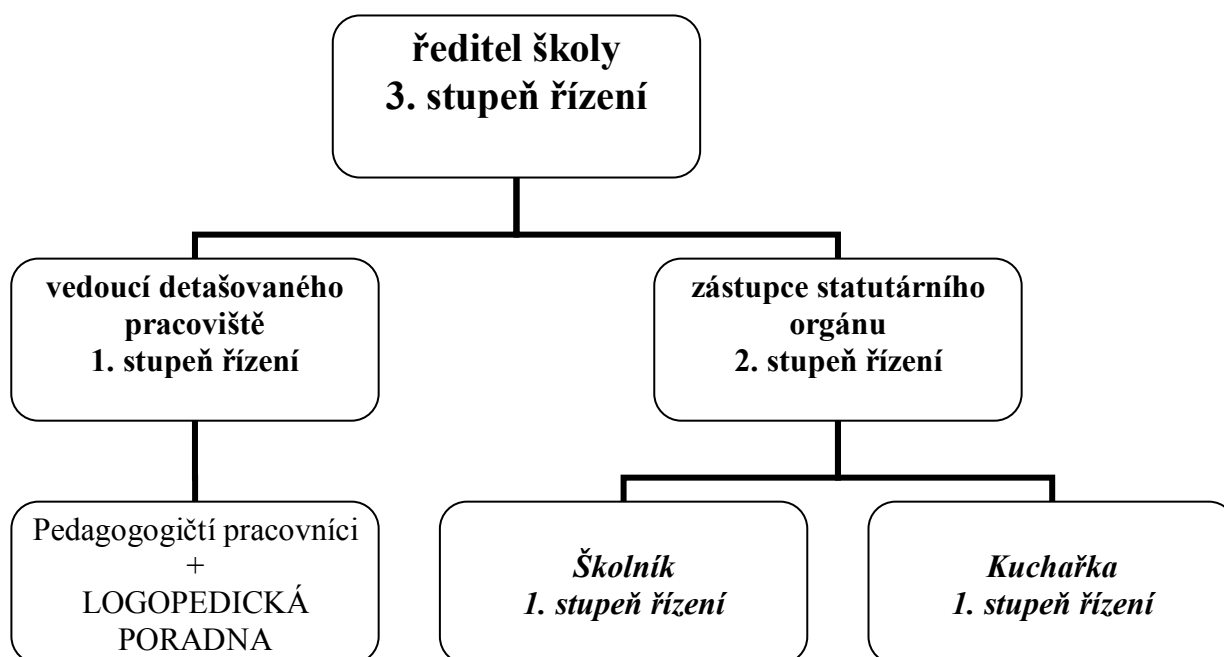 ředitel školy
3. stupeň řízení
vedoucí detašovaného
pracoviště
1. stupeň řízení
zástupce statutárního
orgánu
2. stupeň řízení
Pedagogogičtí pracovníci
+
LOGOPEDICKÁ
PORADNA
Školník
1. stupeň řízení
Kuchařka
1. stupeň řízení